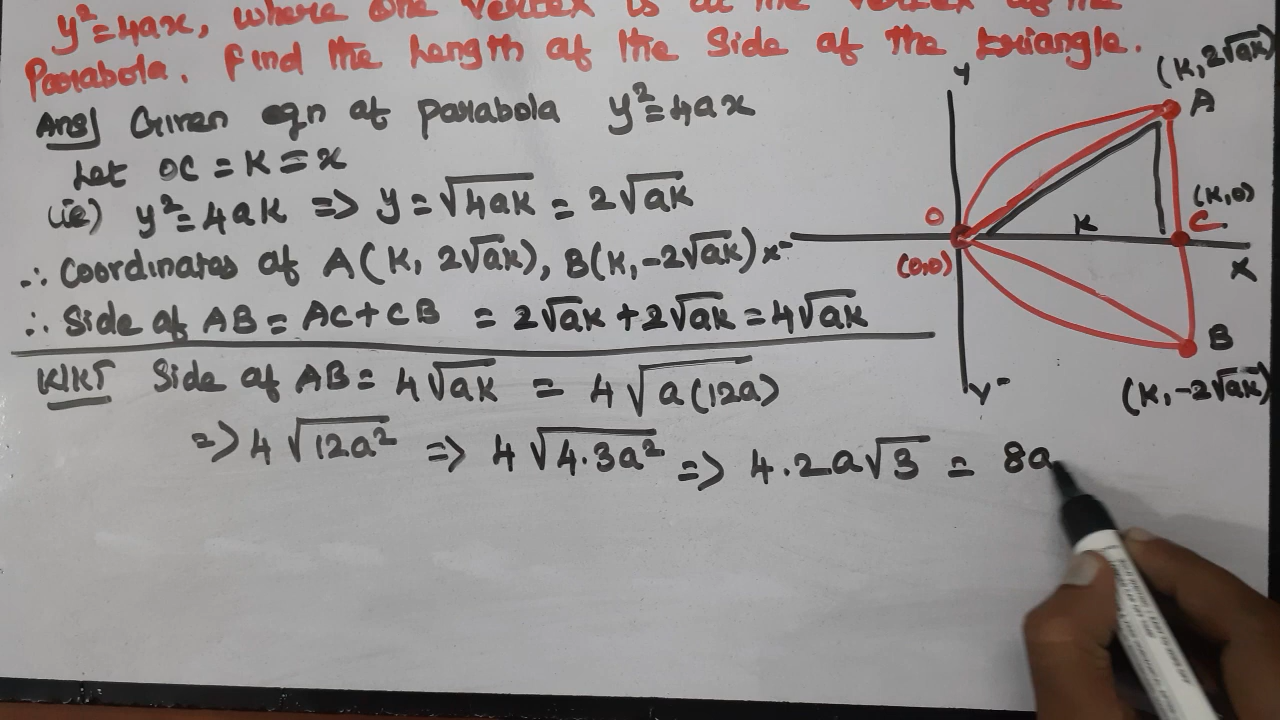 y²=4ax, where one vertex is at the vertex of the
Parabola. Find the Length of the Side of the triangle.
Ans) Given eqn of parabola y²=4ax
Let OC = K = x
(ie) y²=4ak => y = √4ak = 2√ak
∴ Coordinates of A(K, 2√ak), B(K,-2√ak)
∴ Side of AB = AC + CB = 2√ak + 2√ak = 4√ak
WKT Side of AB = 4√ak = 4√a(12a)
=> 4√12a² => 4√4.3a² => 4.2a√3 = 8a
Y
(K, 2√ak)
A
(K,0)
O
K
C
(0,0)
X⁻
X
B
Y⁻
(K,-2√ak)